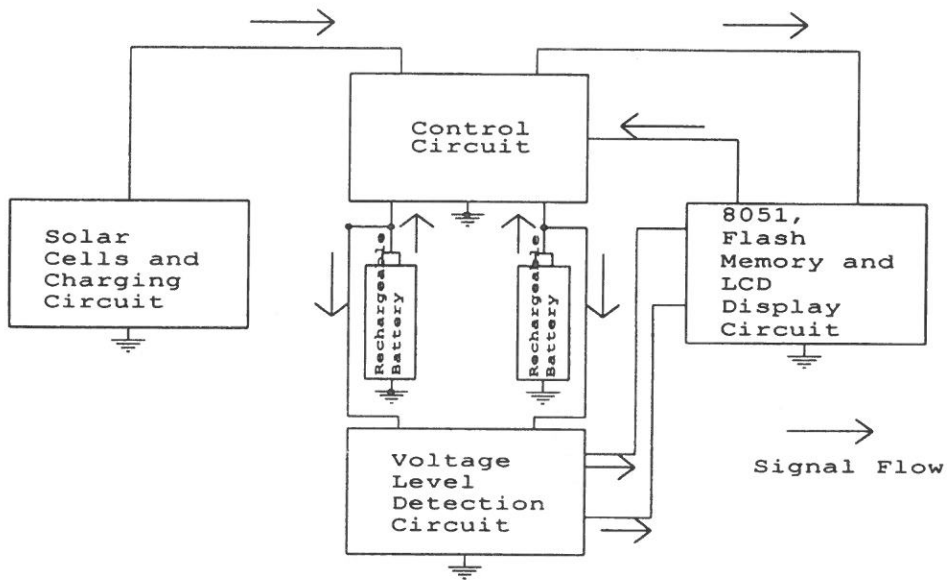 Control
Circuit
Solar
Cells and
Charging
Circuit
Rechargeable
Battery
Rechargeable
Battery
8051,
Flash
Memory and
LCD
Display
Circuit
Voltage
Level
Detection
Circuit
Signal Flow